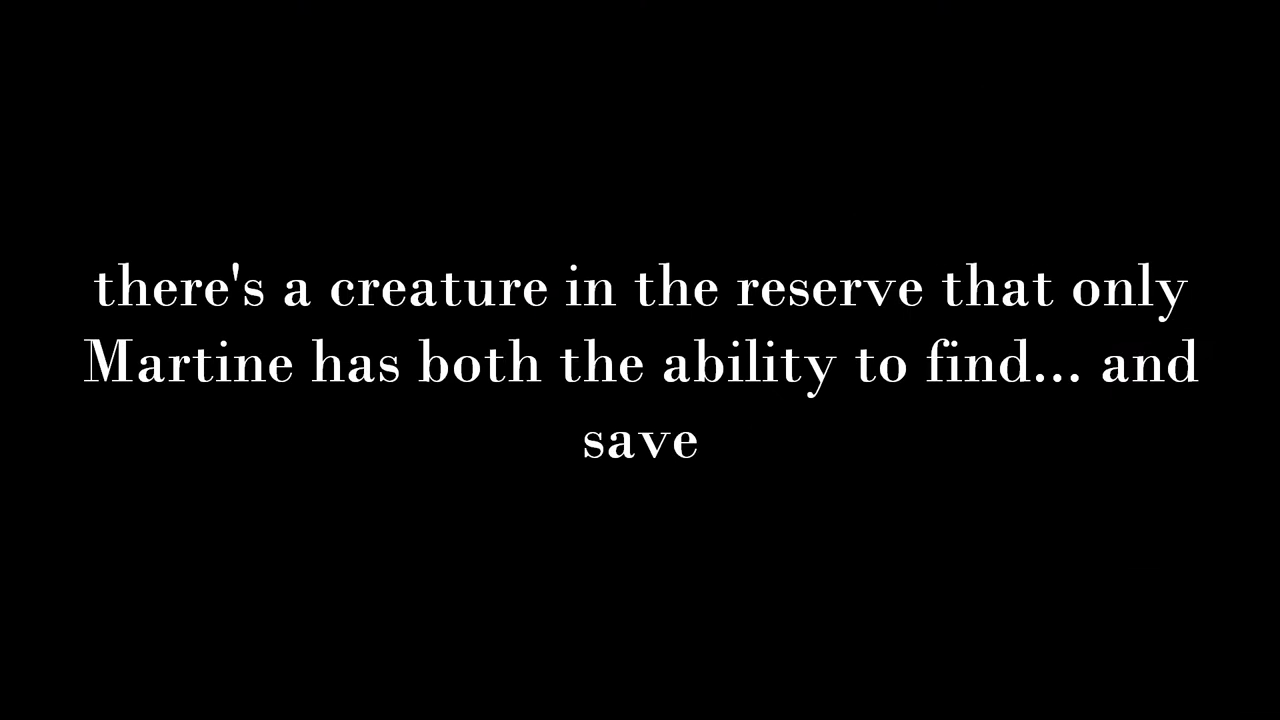 there's a creature in the reserve that only
Martine has both the ability to find... and
save